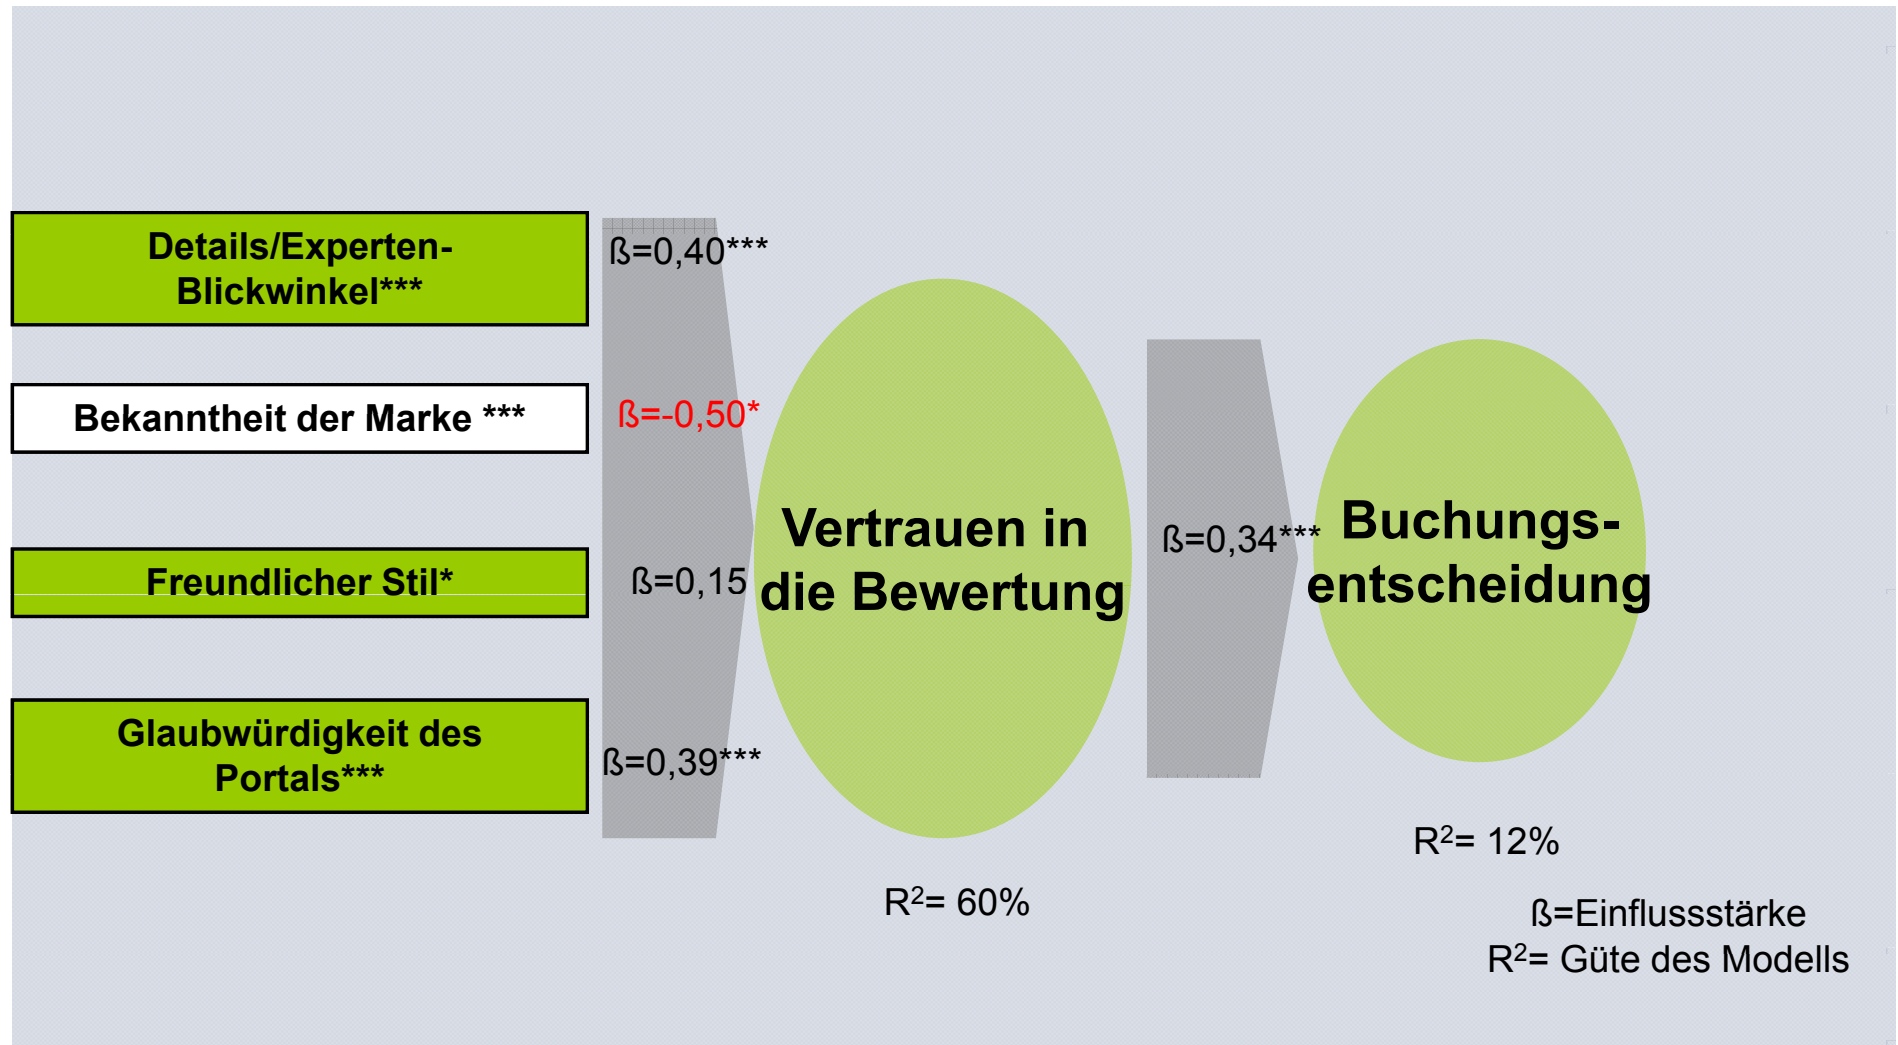 Details/Experten-
Blickwinkel***
ß=0,40***
Bekanntheit der Marke ***
ß=-0,50*
Freundlicher Stil*
ß=0,15
Glaubwürdigkeit des
Portals***
ß=0,39***
Vertrauen in
die Bewertung
R²= 60%
ß=0,34***
Buchungs-
entscheidung
R²= 12%
ß=Einflussstärke
R²= Güte des Modells